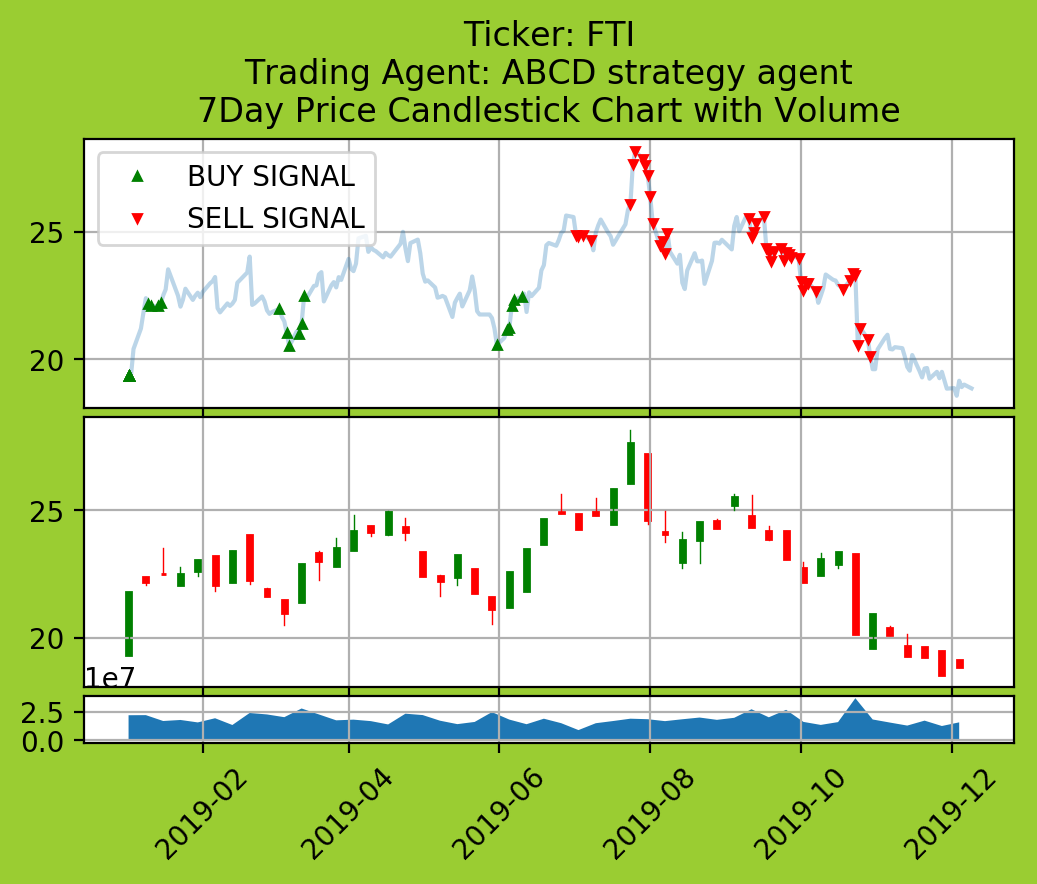 Ticker: FTI
Trading Agent: ABCD strategy agent
7Day Price Candlestick Chart with Volume
BUY SIGNAL
SELL SIGNAL
25
20
25
20
1e7
2.5
0.0
2019-02
2019-04
2019-06
2019-08
2019-10
2019-12